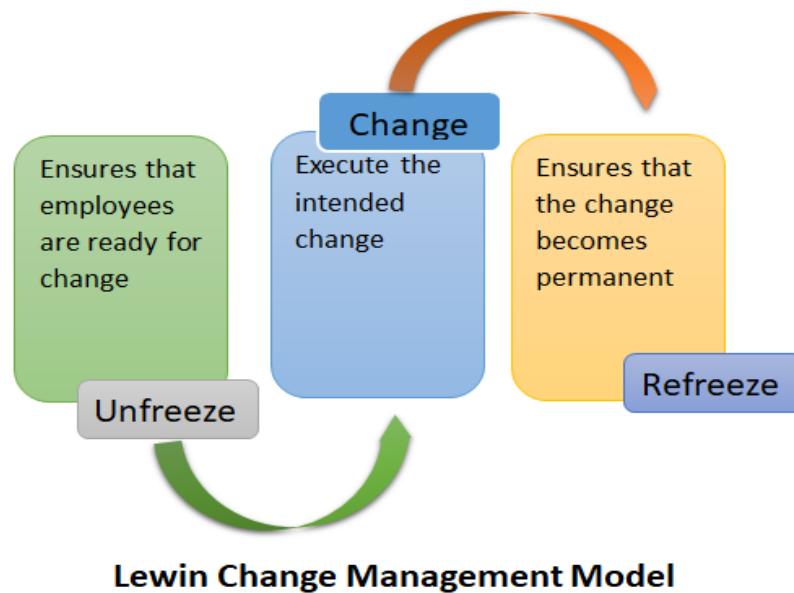 Ensures that
employees
are ready for
change
Unfreeze
Change
Execute the
intended
change
Ensures that
the change
becomes
permanent
Refreeze
Lewin Change Management Model